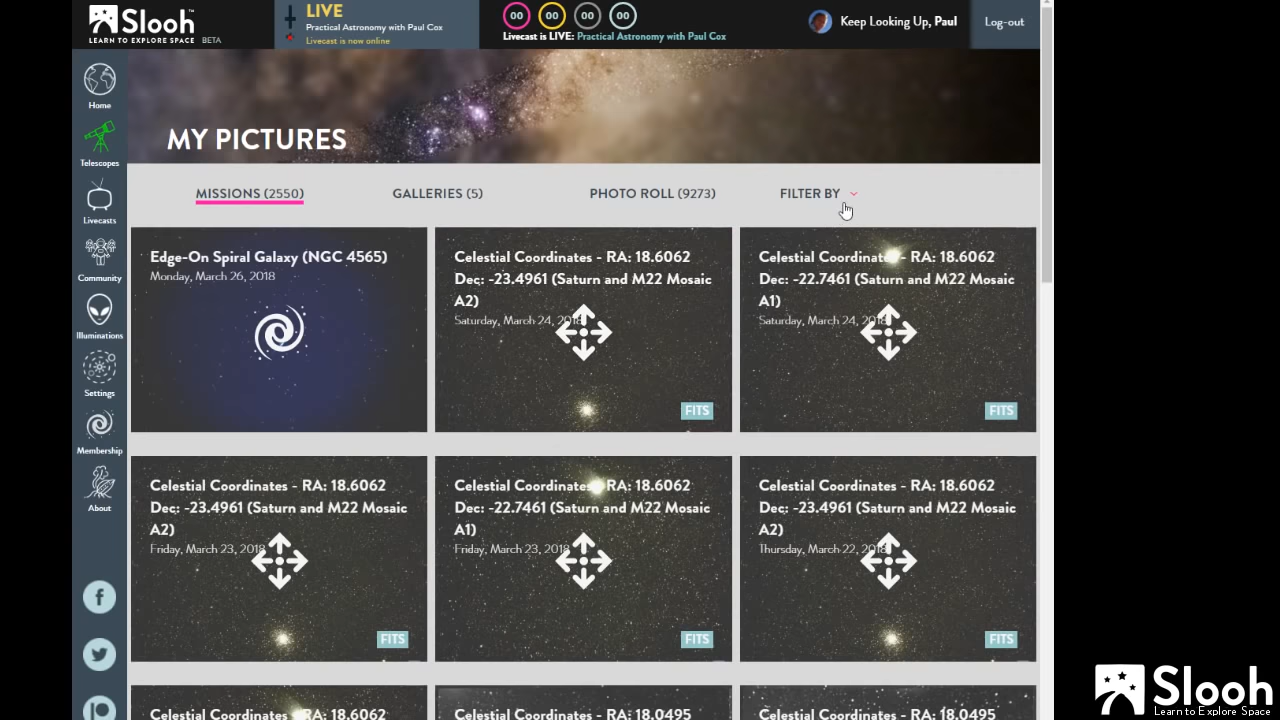 Slooh
LEARN TO EXPLORE SPACE BETA
LIVE
Practical Astronomy with Paul Cox
Livecast is now online
00 00 00 00
Livecast is LIVE: Practical Astronomy with Paul Cox
Keep Looking Up, Paul
Log-out
Home
Telescopes
Livecasts
Community
Illuminations
Settings
Membership
About
MY PICTURES
MISSIONS (2550) GALLERIES (5) PHOTO ROLL (9273) FILTER BY
Edge-On Spiral Galaxy (NGC 4565)
Monday, March 26, 2018
Celestial Coordinates - RA: 18.6062
Dec: -23.4961 (Saturn and M22 Mosaic
A2)
Saturday, March 24, 2018
FITS
Celestial Coordinates - RA: 18.6062
Dec: -22.7461 (Saturn and M22 Mosaic
A1)
Saturday, March 24, 2018
FITS
Celestial Coordinates - RA: 18.6062
Dec: -23.4961 (Saturn and M22 Mosaic
A2)
Friday, March 23, 2018
FITS
Celestial Coordinates - RA: 18.6062
Dec: -22.7461 (Saturn and M22 Mosaic
A1)
Friday, March 23, 2018
FITS
Celestial Coordinates - RA: 18.6062
Dec: -23.4961 (Saturn and M22 Mosaic
A2)
Thursday, March 22, 2018
FITS
Celestial Coordinates - RA: 18.6062
Celestial Coordinates - RA: 18.0495
Celestial Coordinates - RA: 18.0495
Slooh
Learn to Explore Space